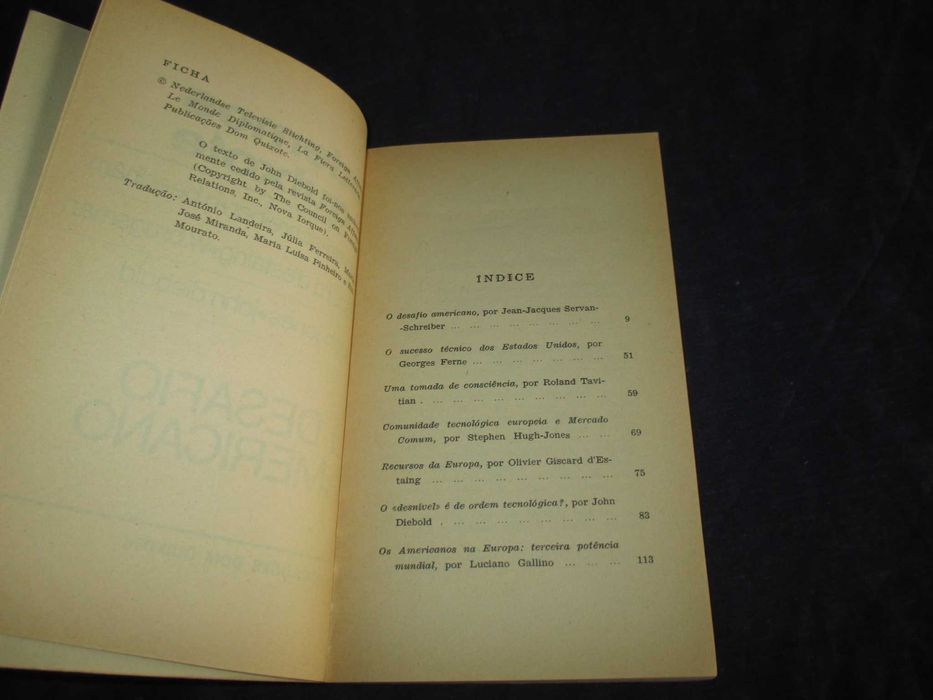 FICHA
© Nederlandse Televisie Stichting, Foreign
Le Monde Diplomatique, La Fiera
Publicações Dom Quixote.
O texto de John Diebold foi-nos
mente cedido pela revista Foreign
(Copyright by The Council on
Relations, Inc., Nova Iorque).
Tradução: António Landeira, Júlia Ferreira,
José Miranda, Maria Luísa Pinheiro e
Mourato.
ÍNDICE
O desafio americano, por Jean-Jacques Servan-
-Schreiber ... ... ... ... ... ... ... ... 9
O sucesso técnico dos Estados Unidos, por
Georges Ferne ... ... ... ... ... ... ... 51
Uma tomada de consciência, por Roland Tavi-
tian . ... ... ... ... ... ... ... ... ... 59
Comunidade tecnológica europeia e Mercado
Comum, por Stephen Hugh-Jones ... ... 69
Recursos da Europa, por Olivier Giscard d'Es-
taing ... ... ... ... ... ... ... ... ... 75
O «desnível» é de ordem tecnológica?, por John
Diebold . ... ... ... ... ... ... ... ... 83
Os Americanos na Europa: terceira potência
mundial, por Luciano Gallino ... ... ... 113